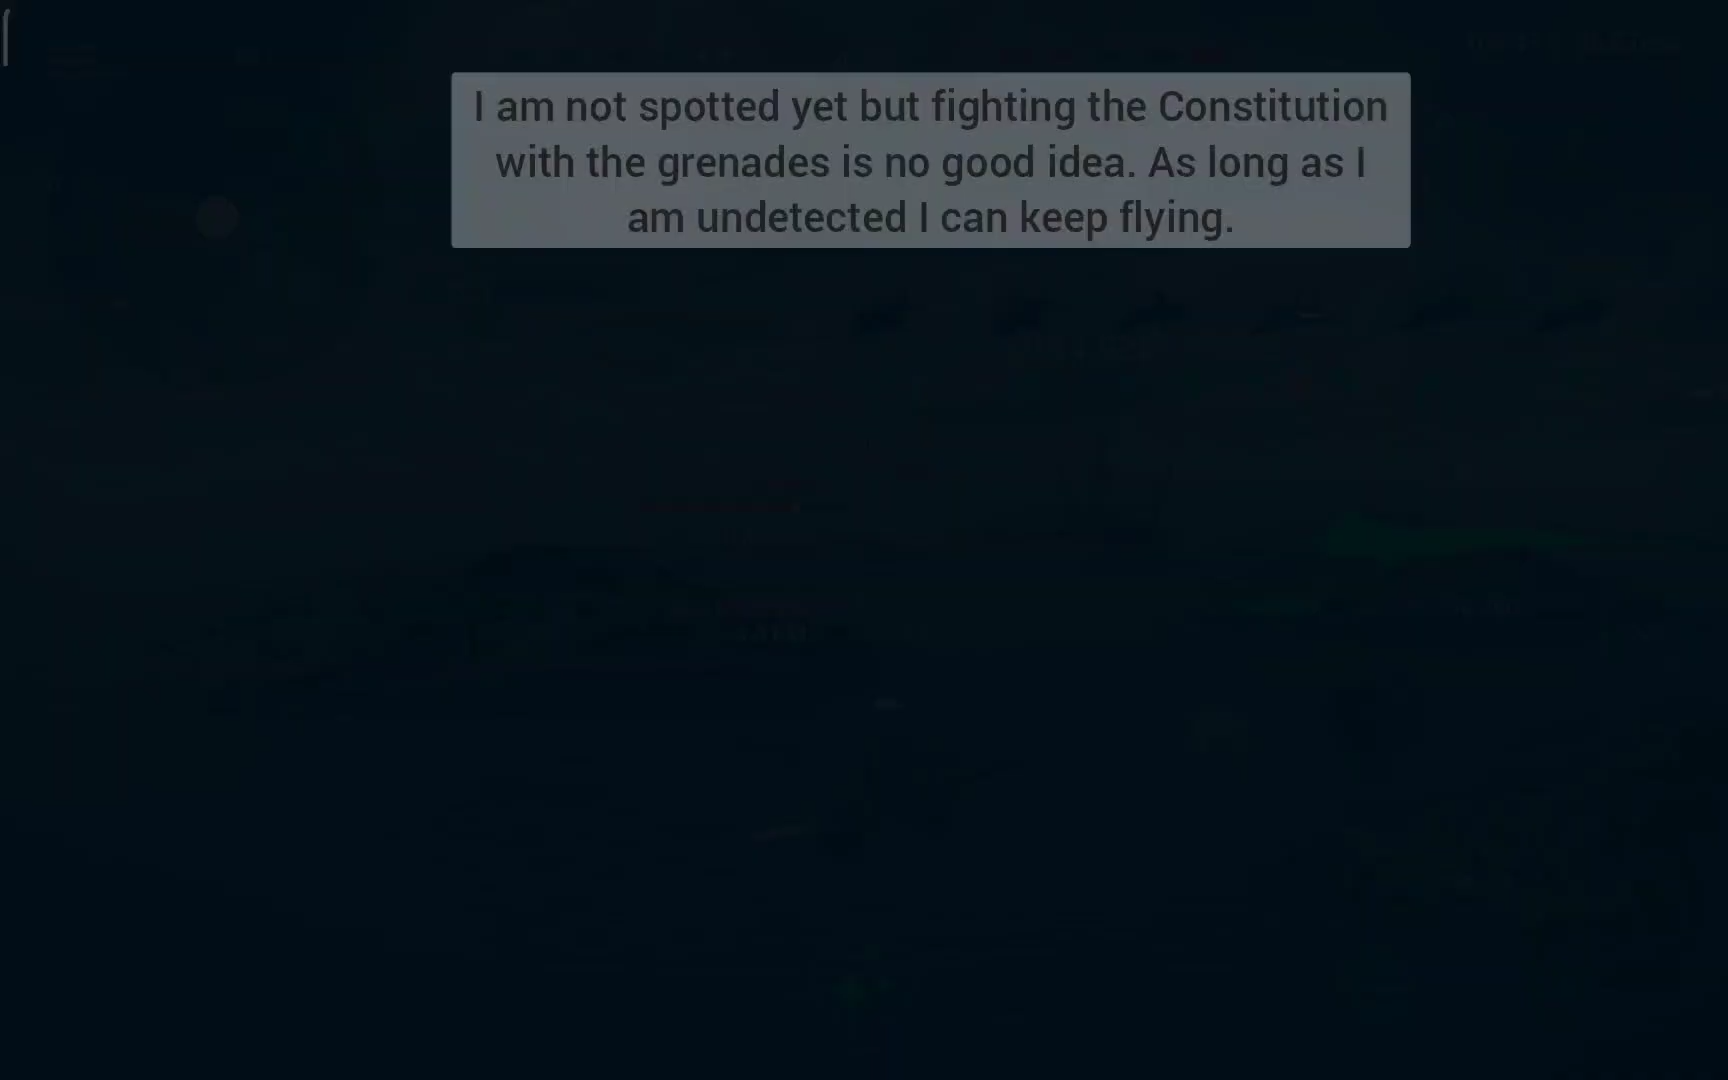 I am not spotted yet but fighting the Constitution
with the grenades is no good idea. As long as I
am undetected I can keep flying.